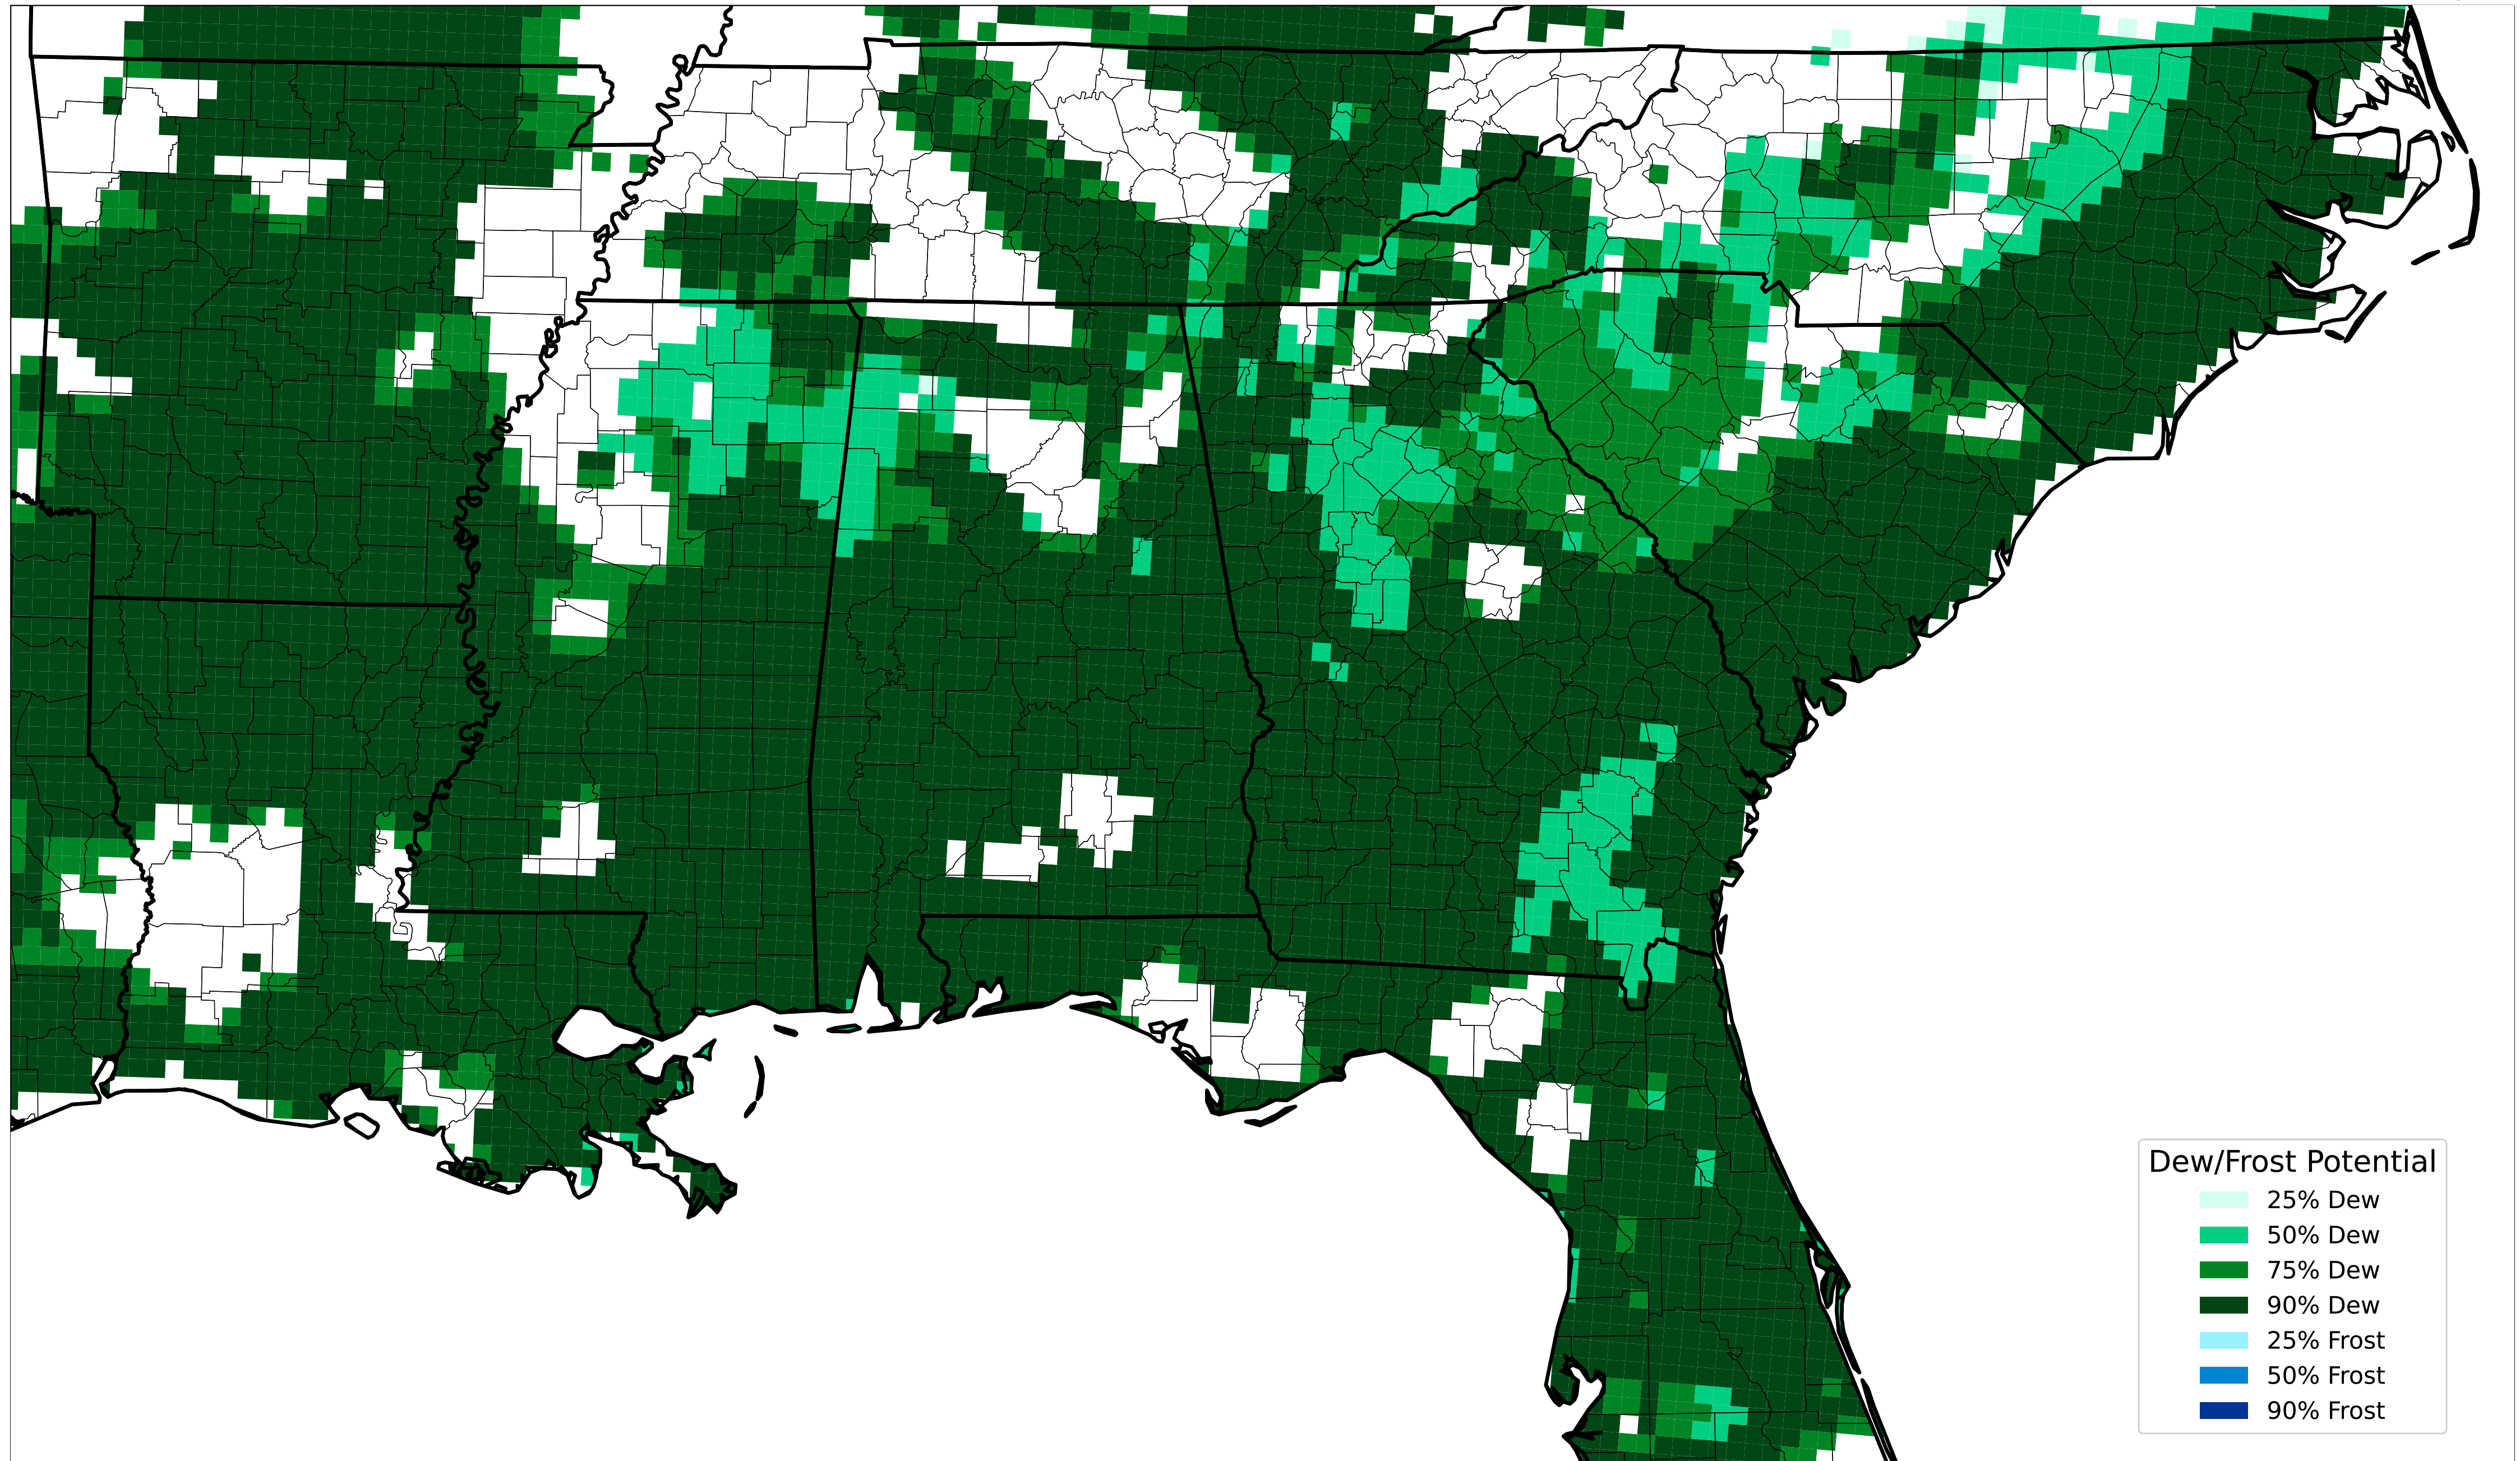 Dew/Frost Potential
25% Dew
50% Dew
75% Dew
90% Dew
25% Frost
50% Frost
90% Frost